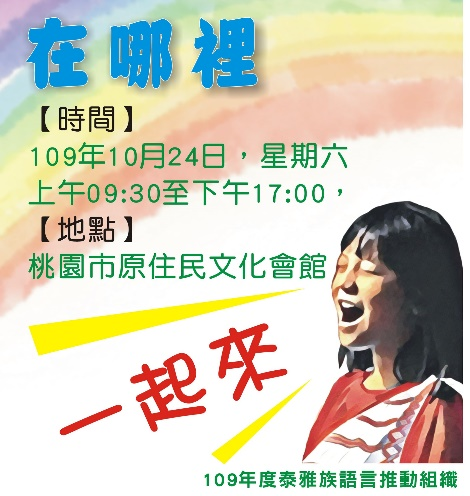 在哪裡
【時間】
109年10月24日，星期六
上午09:30至下午17:00，
【地點】
桃園市原住民文化會館
一起來
109年度泰雅族語言推動組織